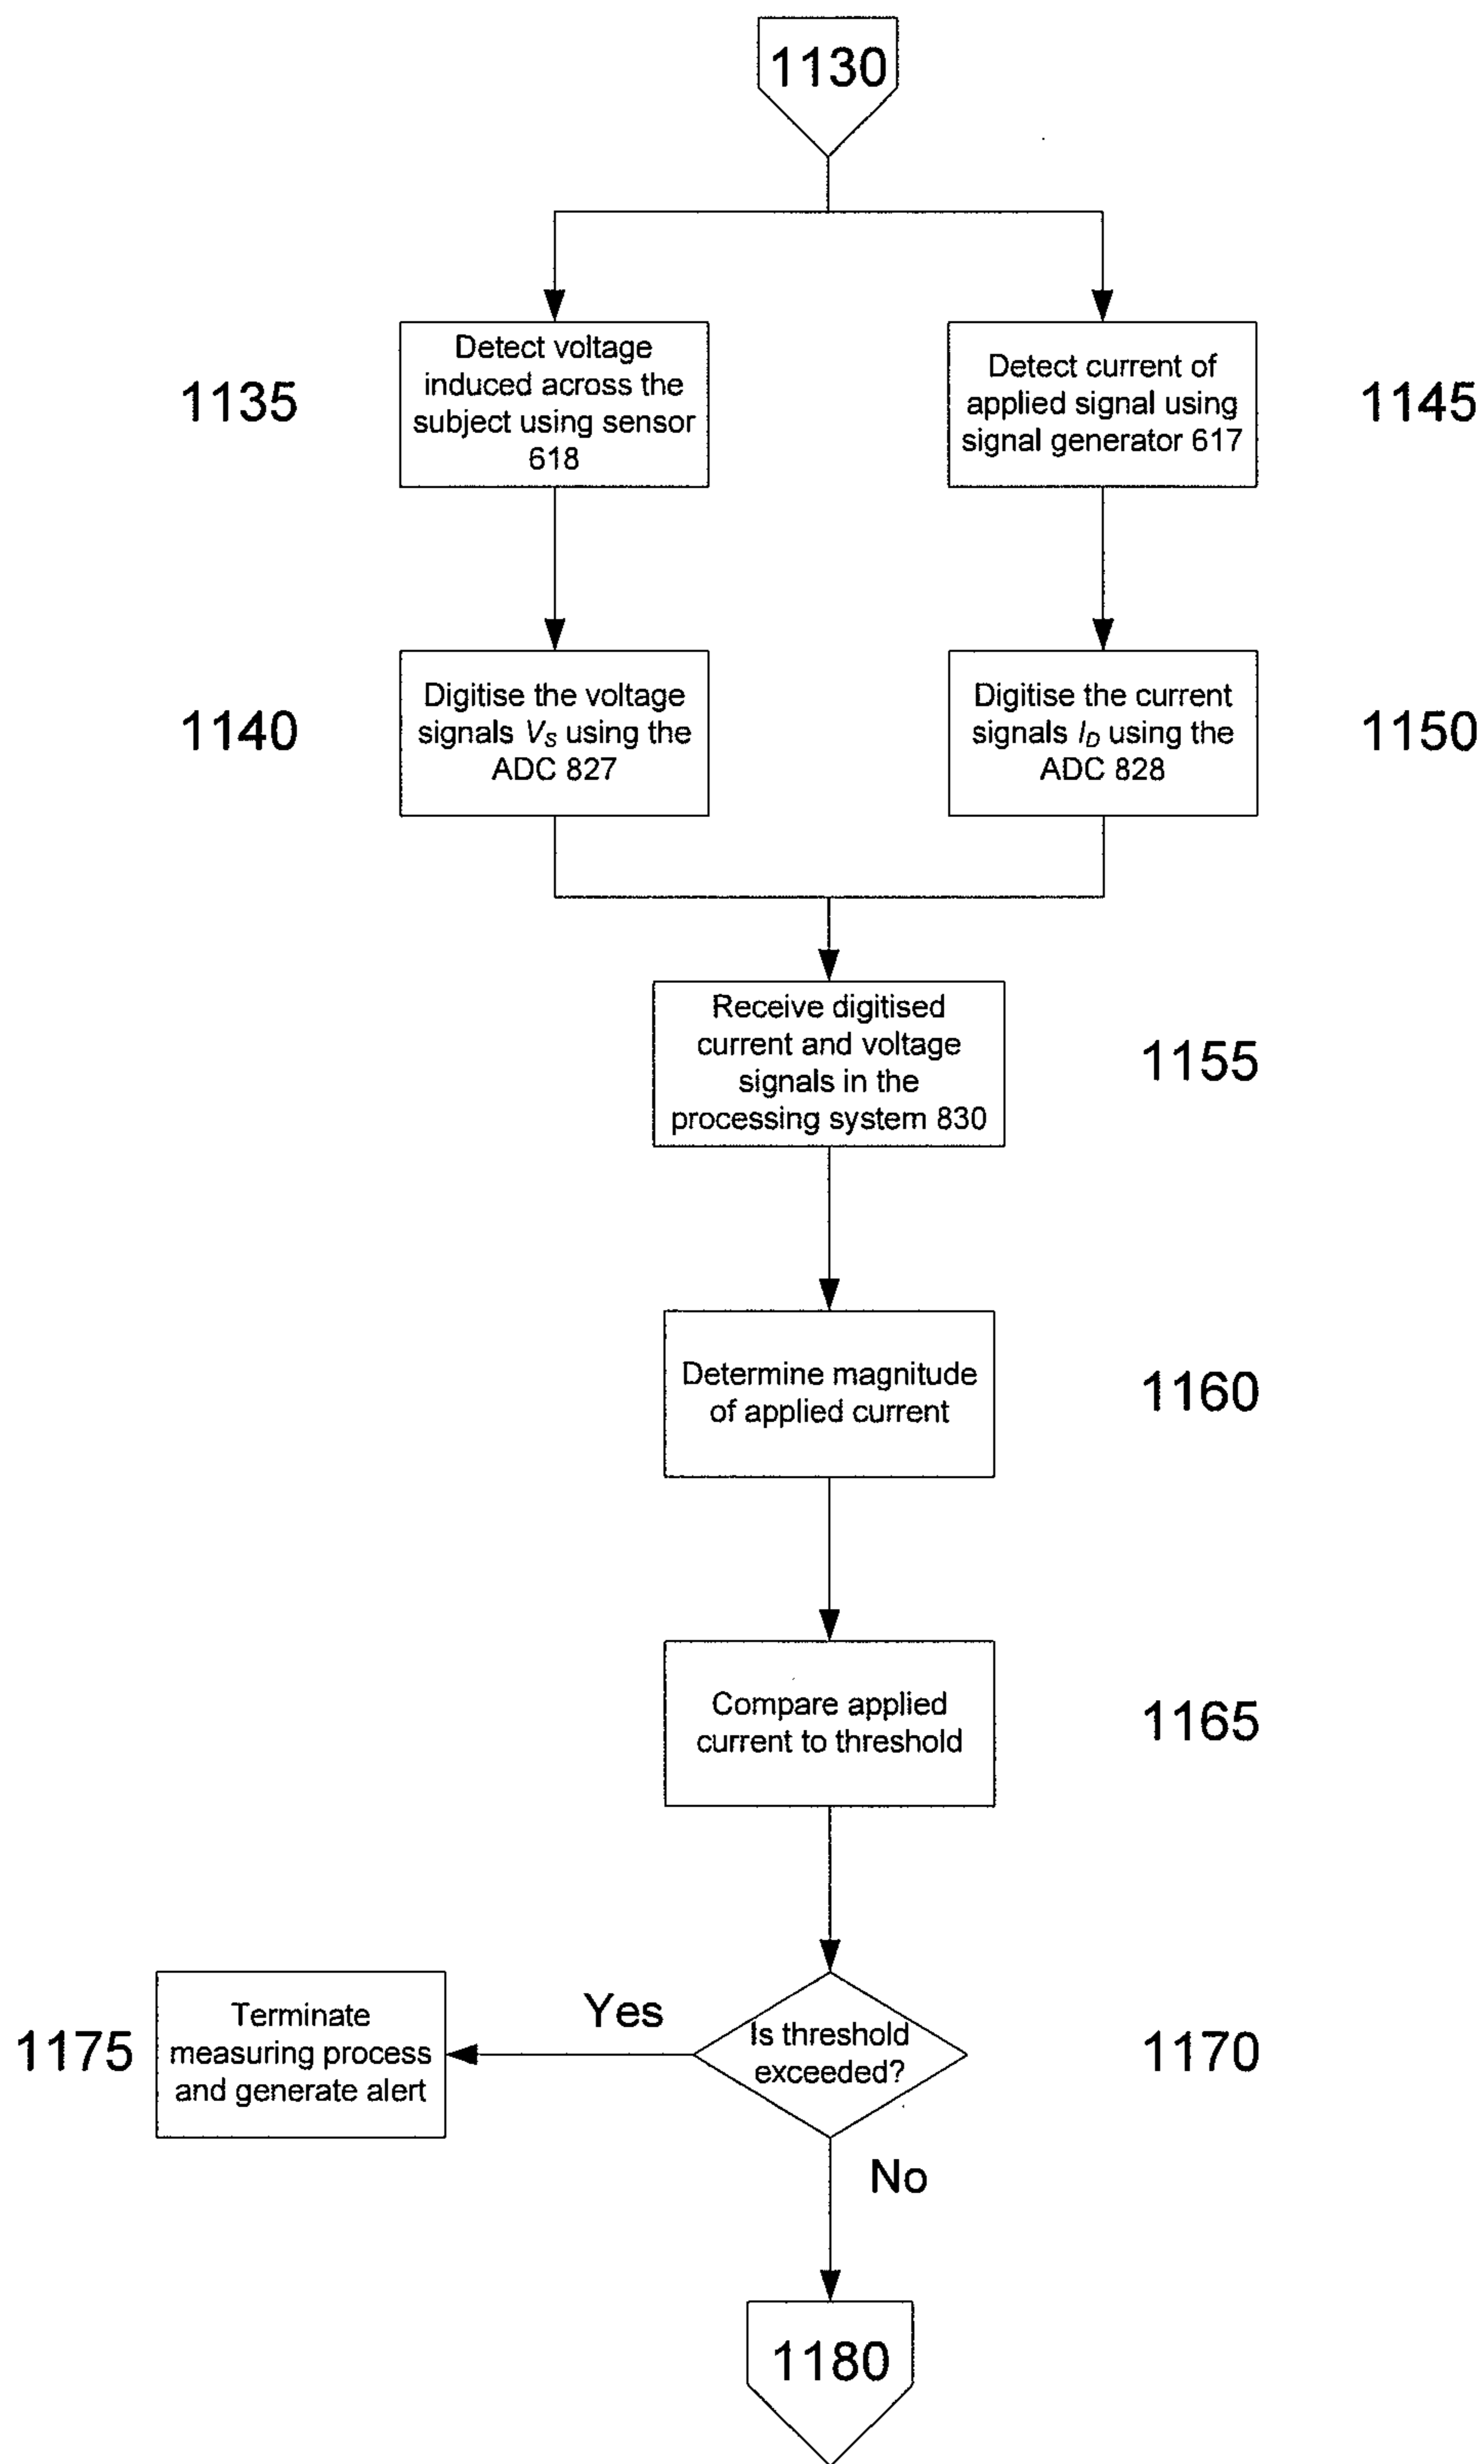 1130
1135
Detect voltage
induced across the
subject using sensor
618
Detect current of
applied signal using
signal generator 617
1145
1140
Digitise the voltage
signals VS using the
ADC 827
Digitise the current
signals ID using the
ADC 828
1150
Receive digitised
current and voltage
signals in the
processing system 830
1155
Determine magnitude
of applied current
1160
Compare applied
current to threshold
1165
1175
Terminate
measuring process
and generate alert
Yes
Is threshold
exceeded?
1170
No
1180